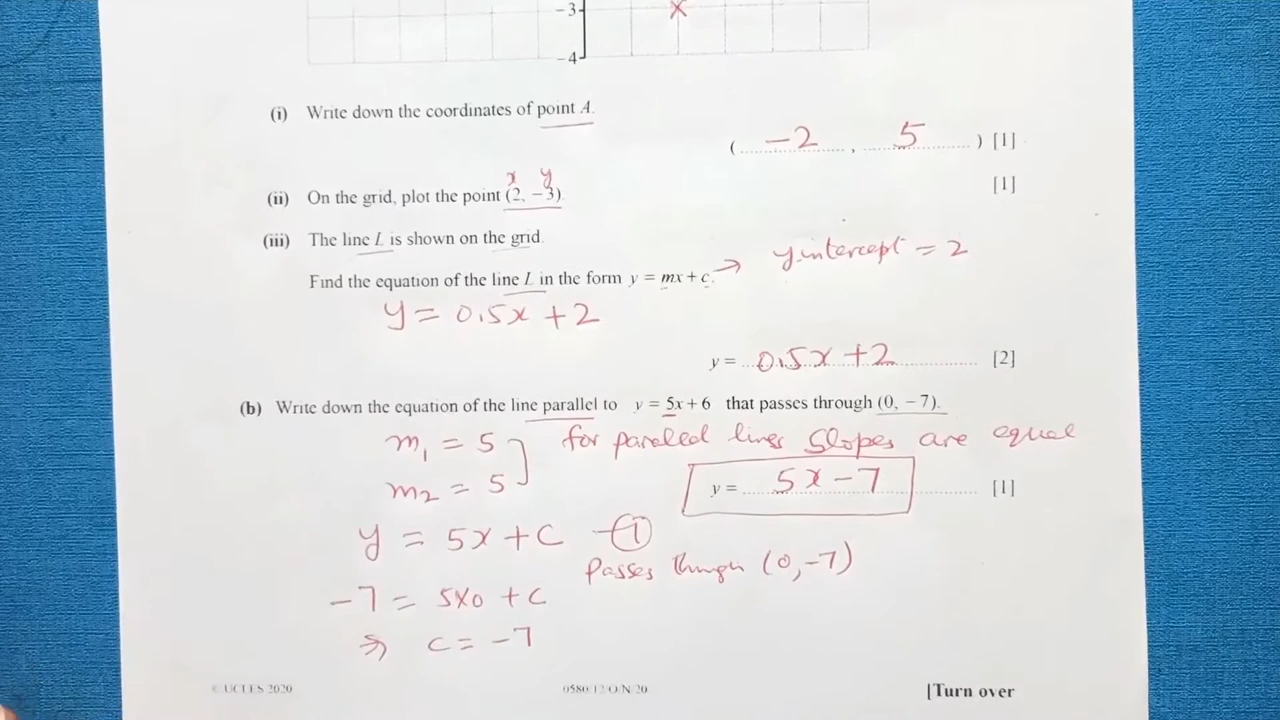 -3
-4
(i) Write down the coordinates of point A.
( -2 , 5 ) [1]
x y
(ii) On the grid, plot the point (2, −3). [1]
(iii) The line L is shown on the grid.
y intercept = 2
Find the equation of the line L in the form y = mx + c. →
y = 0.5x + 2
y = 0.5x + 2 [2]
(b) Write down the equation of the line parallel to y = 5x + 6 that passes through (0, −7).
m1 = 5 ] for paralled lines slopes are equal
m2 = 5
y = 5x - 7 [1]
y = 5x + c - ①
Passes through (0, -7)
-7 = 5x0 + c
⇒ c = -7
© UCLES 2020 0580/12/O/N/20 [Turn over